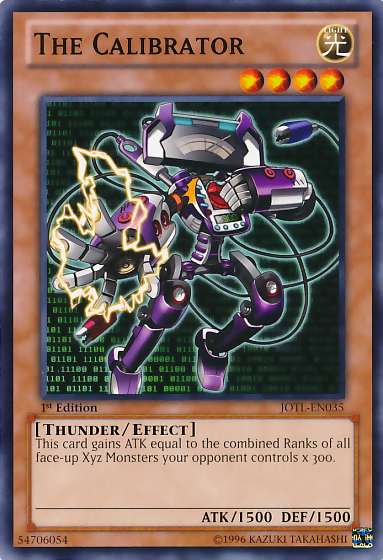 THE CALIBRATOR
LIGHT
光
1st Edition
JOTL-EN035
[THUNDER/EFFECT]
This card gains ATK equal to the combined Ranks of all
face-up Xyz Monsters your opponent controls x 300.
ATK/1500 DEF/1500
54706054
©1996 KAZUKI TAKAHASHI